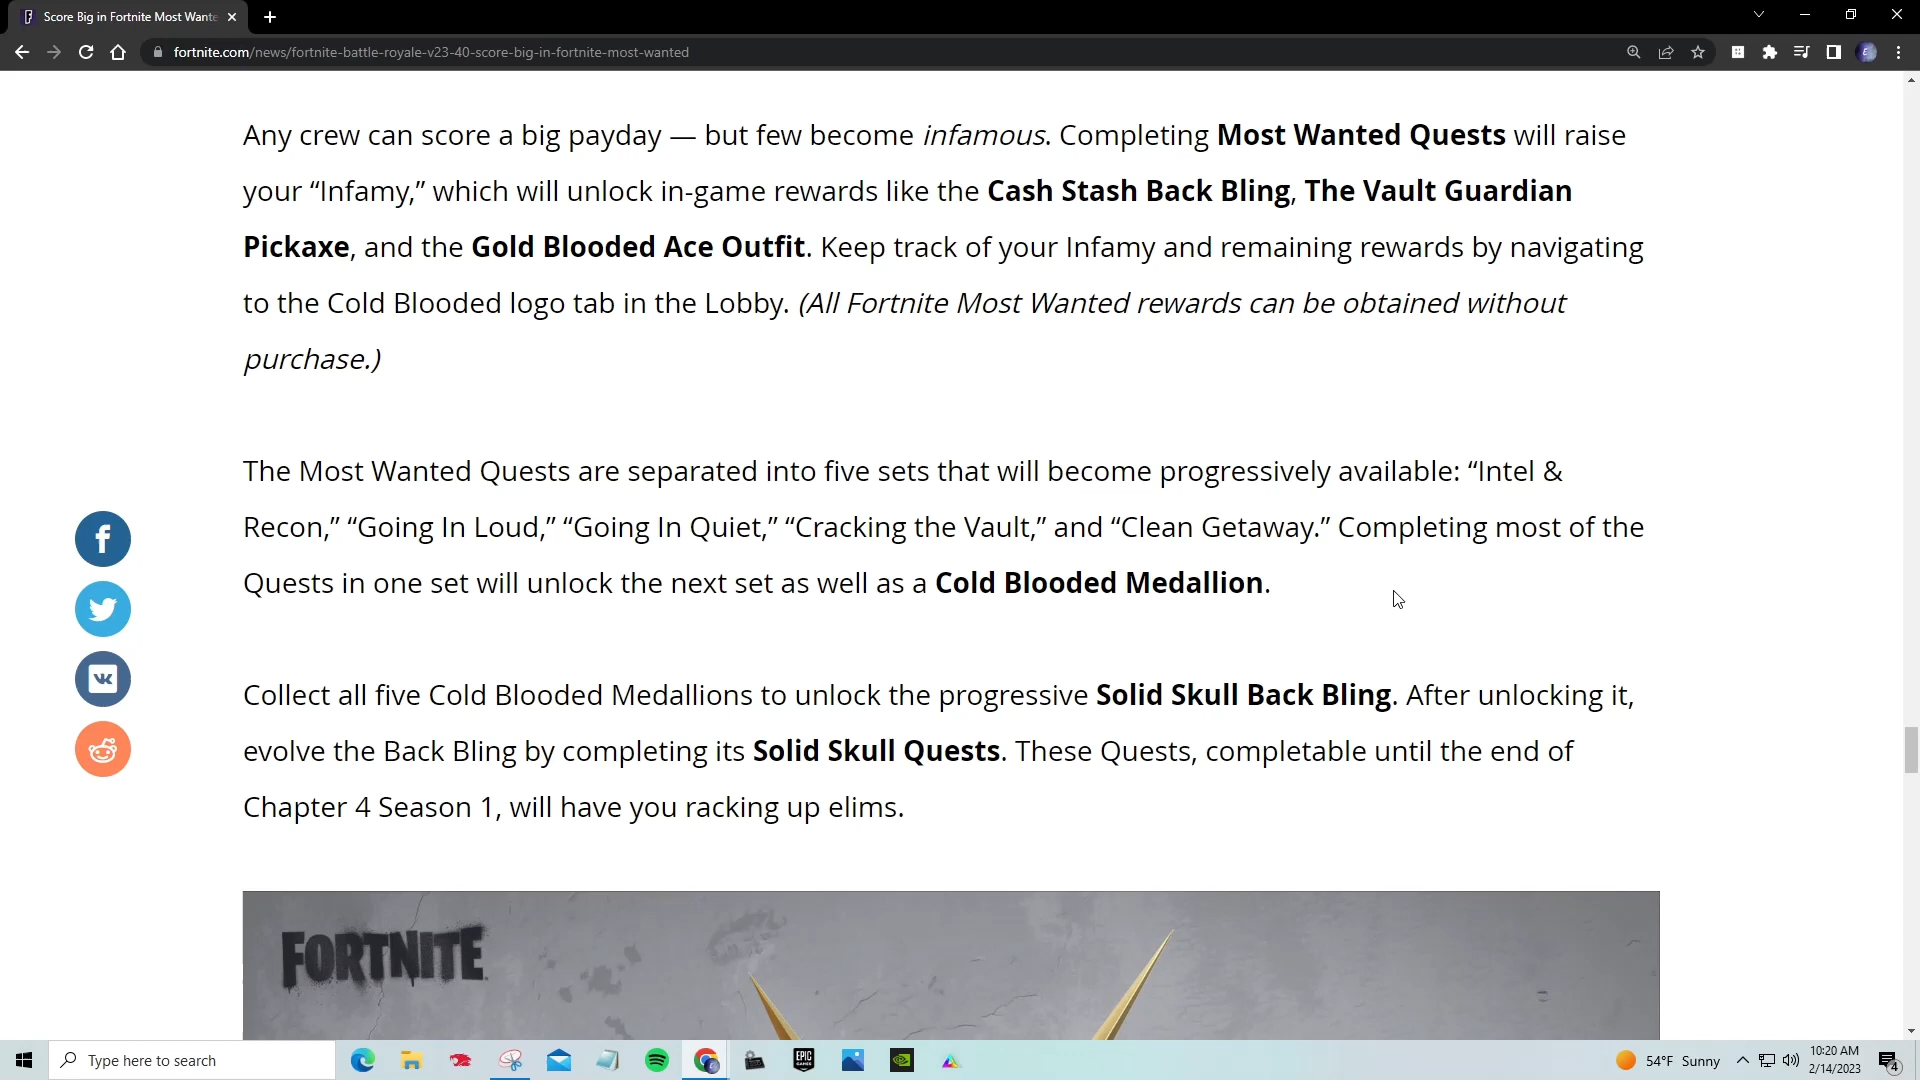 Score Big in Fortnite Most Wante
fortnite.com/news/fortnite-battle-royale-v23-40-score-big-in-fortnite-most-wanted
Any crew can score a big payday — but few become infamous. Completing Most Wanted Quests will raise
your “Infamy,” which will unlock in-game rewards like the Cash Stash Back Bling, The Vault Guardian
Pickaxe, and the Gold Blooded Ace Outfit. Keep track of your Infamy and remaining rewards by navigating
to the Cold Blooded logo tab in the Lobby. (All Fortnite Most Wanted rewards can be obtained without
purchase.)
The Most Wanted Quests are separated into five sets that will become progressively available: “Intel &
Recon,” “Going In Loud,” “Going In Quiet,” “Cracking the Vault,” and “Clean Getaway.” Completing most of the
Quests in one set will unlock the next set as well as a Cold Blooded Medallion.
Collect all five Cold Blooded Medallions to unlock the progressive Solid Skull Back Bling. After unlocking it,
evolve the Back Bling by completing its Solid Skull Quests. These Quests, completable until the end of
Chapter 4 Season 1, will have you racking up elims.
FORTNITE
Type here to search
EPIC GAMES
54°F Sunny
10:20 AM
2/14/2023
4